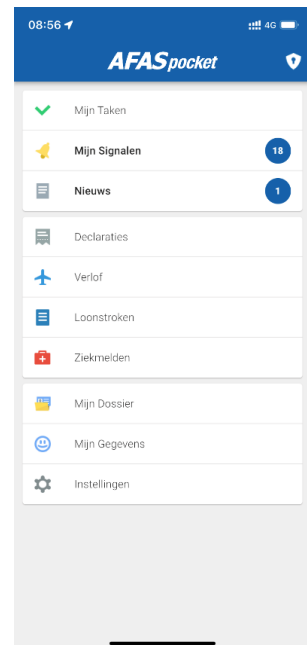 08:56 4G
AFAS pocket
Mijn Taken
Mijn Signalen 18
Nieuws 1
Declaraties
Verlof
Loonstroken
Ziekmelden
Mijn Dossier
Mijn Gegevens
Instellingen